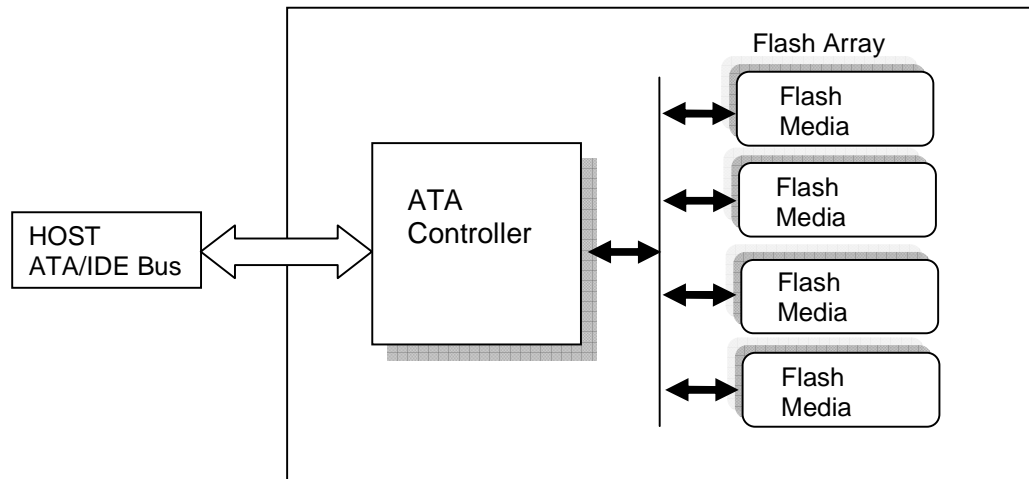 Flash Array
Flash
Media
Flash
Media
Flash
Media
Flash
Media
ATA
Controller
HOST
ATA/IDE Bus